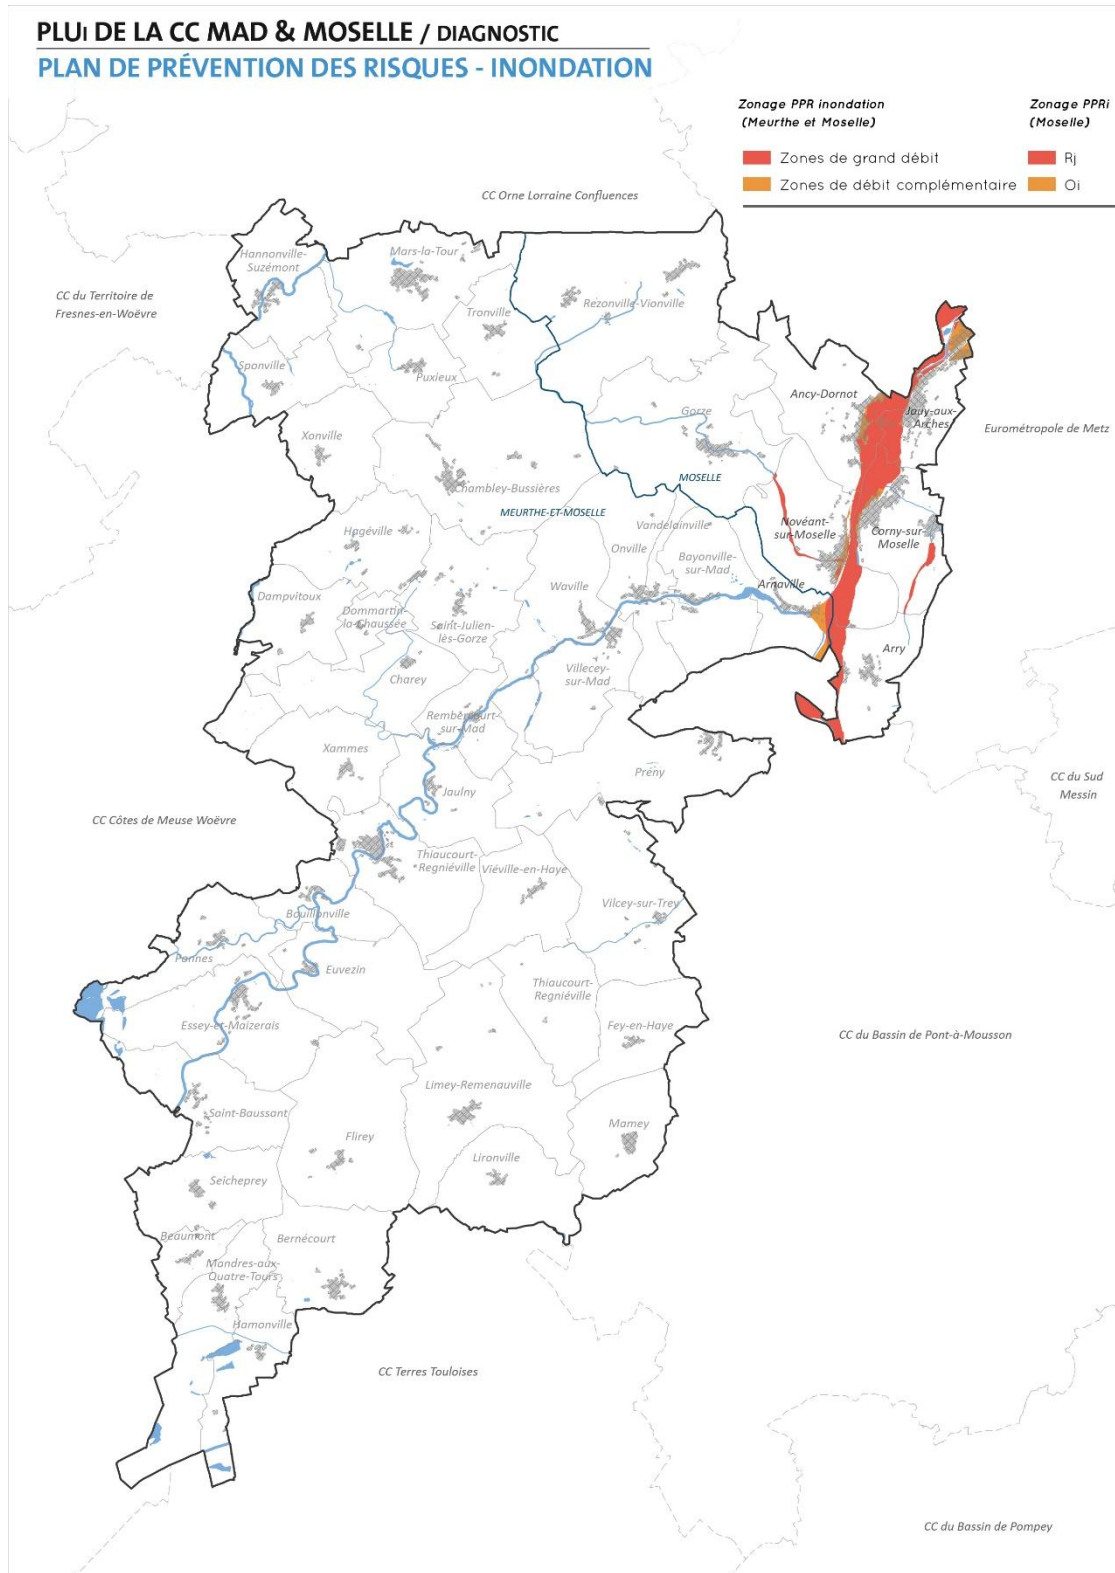 PLUi DE LA CC MAD & MOSELLE / DIAGNOSTIC
PLAN DE PRÉVENTION DES RISQUES - INONDATION
Zonage PPR inondation
(Meurthe et Moselle)
Zones de grand débit
Zones de débit complémentaire
Zonage PPRi
(Moselle)
Rj
Oi
CC Orne Lorraine Confluences
Hannonville-
Suzémont
Mars-la-Tour
CC du Territoire de
Fresnes-en-Woëvre
Rezonville-Vionville
Tronville
Sponville
Puxieux
Ancy-Dornot
Jouy-aux-
Arches
Gorze
Eurométropole de Metz
Xonville
MOSELLE
Chambley-Bussières
MEURTHE-ET-MOSELLE
Vandelainville
Novéant-
sur-Moselle
Corny-sur-
Moselle
Hagéville
Onville
Bayonville-
sur-Mad
Arnaville
Waville
Dampvitoux
Dommartin-
la-Chaussée
Saint-Julien-
lès-Gorze
Arry
Villecey-
sur-Mad
Charey
Rembercourt-
sur-Mad
Xammes
Prény
CC du Sud
Messin
Jaulny
CC Côtes de Meuse Woëvre
Thiaucourt-
Regniéville
Viéville-en-Haye
Vilcey-sur-Trey
Bouillonville
Pannes
Euvezin
Thiaucourt-
Regniéville
Essey-et-Maizerais
Fey-en-Haye
CC du Bassin de Pont-à-Mousson
Limey-Remenauville
Saint-Baussant
Mamey
Flirey
Lironville
Seicheprey
Beaumont
Bernécourt
Mandres-aux-
Quatre-Tours
Hamonville
CC Terres Touloises
CC du Bassin de Pompey